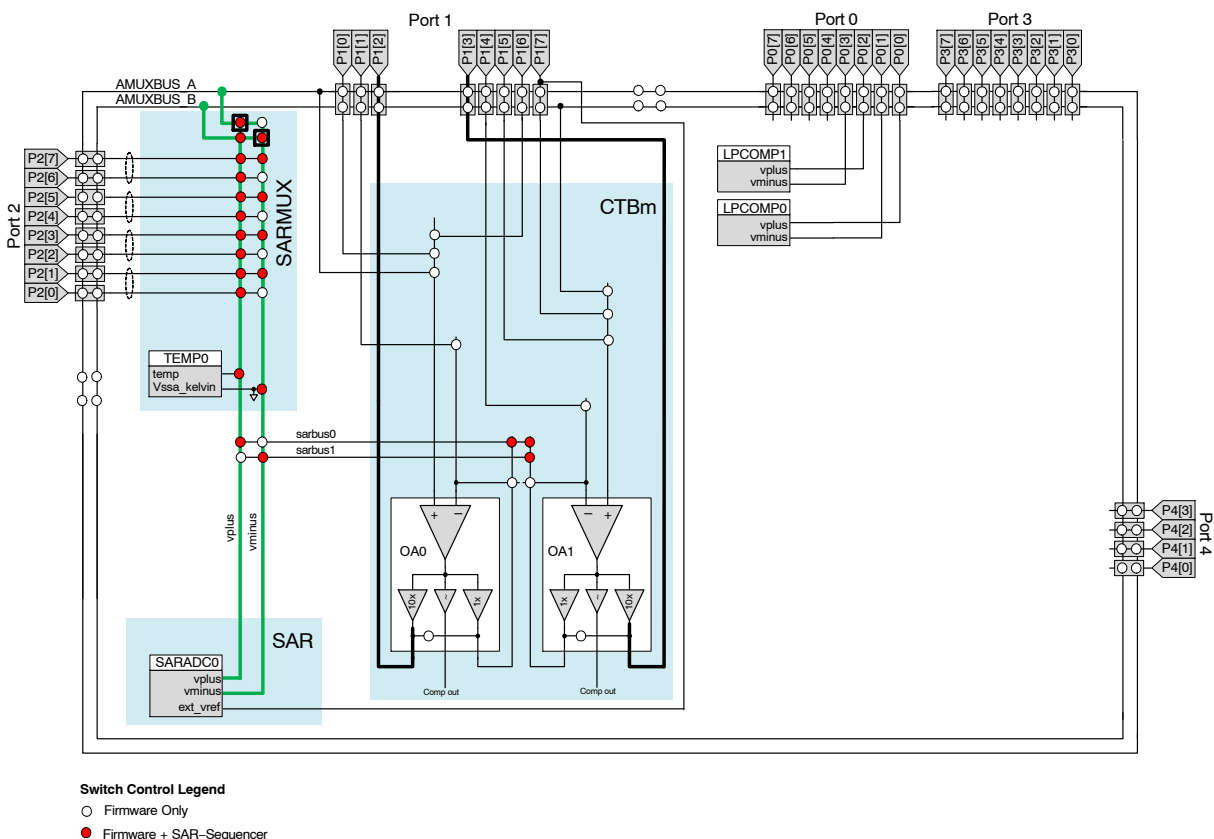 Port 1
Port 0
Port 3
P1[0]
P1[1]
P1[2]
P1[3]
P1[4]
P1[5]
P1[6]
P1[7]
P0[7]
P0[6]
P0[5]
P0[4]
P0[3]
P0[2]
P0[1]
P0[0]
P3[7]
P3[6]
P3[5]
P3[4]
P3[3]
P3[2]
P3[1]
P3[0]
AMUXBUS_A
AMUXBUS_B
Port 2
P2[7]
P2[6]
P2[5]
P2[4]
P2[3]
P2[2]
P2[1]
P2[0]
SARMUX
LPCOMP1
vplus
vminus
LPCOMP0
vplus
vminus
CTBm
TEMP0
temp
Vssa_kelvin
sarbus0
sarbus1
vplus
vminus
+
−
OA0
10x
~
1x
Comp out
−
+
OA1
1x
~
10x
Comp out
P4[3]
P4[2]
P4[1]
P4[0]
Port 4
SAR
SARADC0
vplus
vminus
ext_vref
Switch Control Legend
Firmware Only
Firmware + SAR−Sequencer